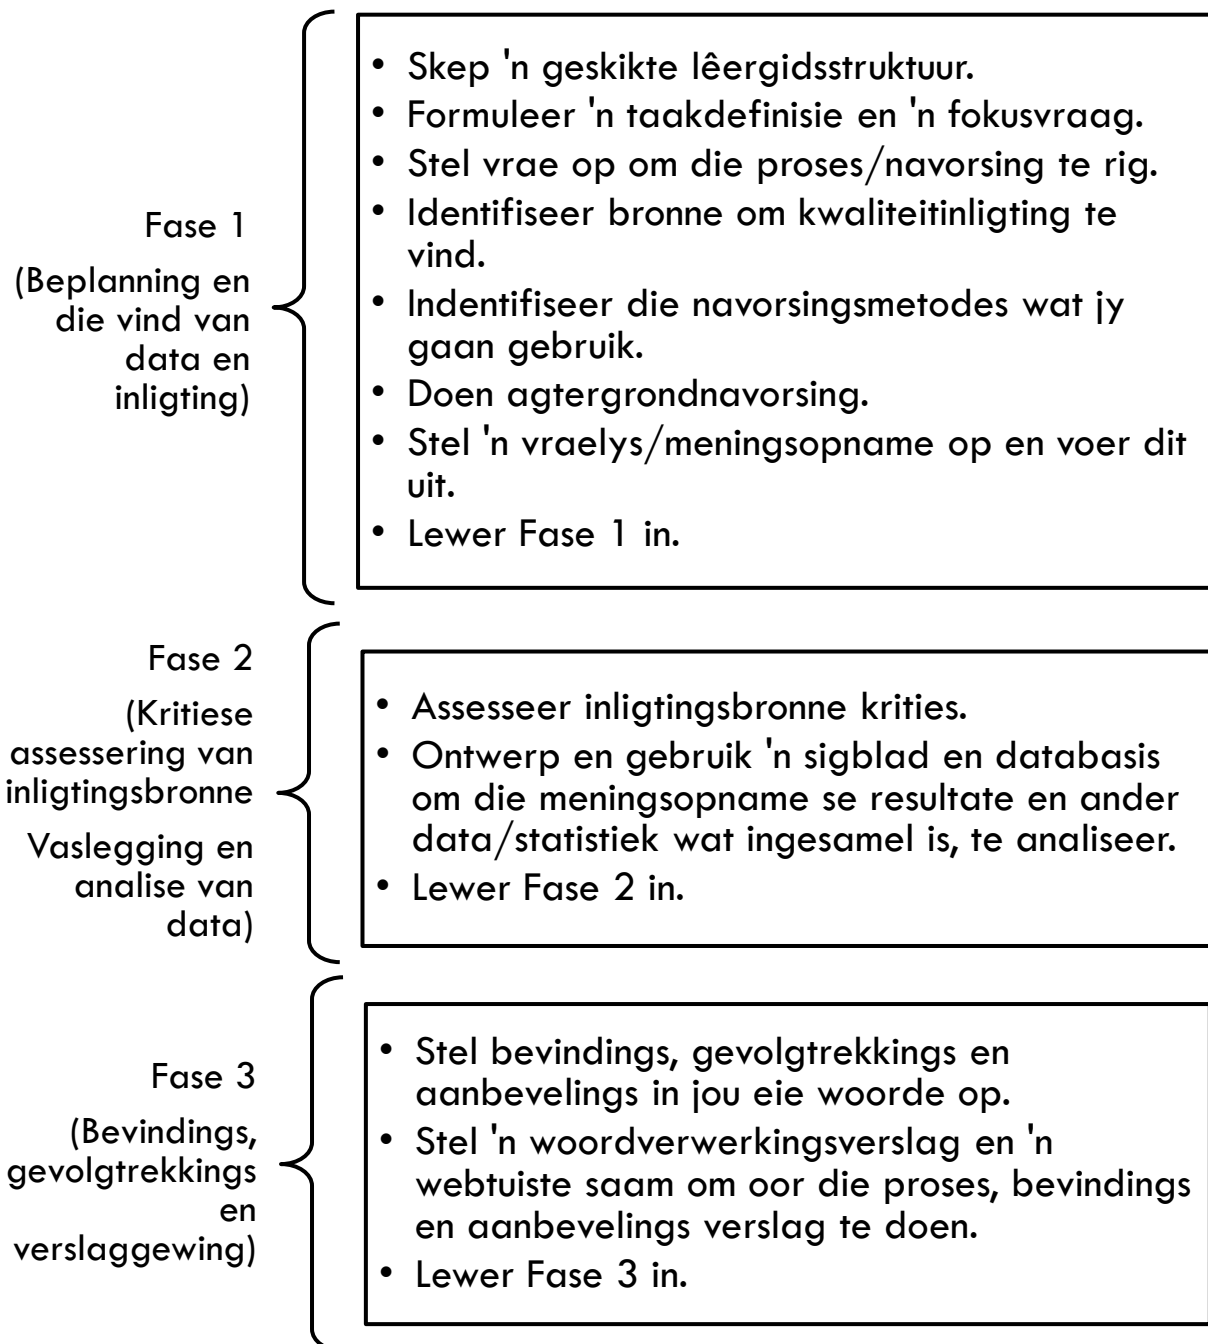 Fase 1
(Beplanning en
die vind van
data en
inligting)
• Skep 'n geskikte lêergidsstruktuur.
• Formuleer 'n taakdefinisie en 'n fokusvraag.
• Stel vrae op om die proses/navorsing te rig.
• Identifiseer bronne om kwaliteitinligting te
vind.
• Indentifiseer die navorsingsmetodes wat jy
gaan gebruik.
• Doen agtergrondnavorsing.
• Stel 'n vraelys/meningsopname op en voer dit
uit.
• Lewer Fase 1 in.
Fase 2
(Kritiese
assessering van
inligtingsbronne
Vaslegging en
analise van
data)
• Assesseer inligtingsbronne krities.
• Ontwerp en gebruik 'n sigblad en databasis
om die meningsopname se resultate en ander
data/statistiek wat ingesamel is, te analiseer.
• Lewer Fase 2 in.
Fase 3
(Bevindings,
gevolgtrekkings
en
verslaggewing)
• Stel bevindings, gevolgtrekkings en
aanbevelings in jou eie woorde op.
• Stel 'n woordverwerkingsverslag en 'n
webtuiste saam om oor die proses, bevindings
en aanbevelings verslag te doen.
• Lewer Fase 3 in.